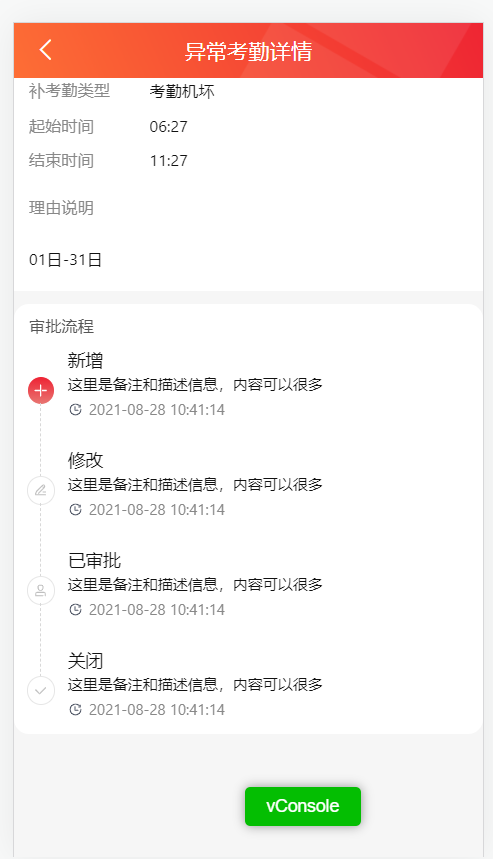 异常考勤详情
补考勤类型 考勤机坏
起始时间 06:27
结束时间 11:27
理由说明
01日-31日
审批流程
新增
这里是备注和描述信息，内容可以很多
2021-08-28 10:41:14
修改
这里是备注和描述信息，内容可以很多
2021-08-28 10:41:14
已审批
这里是备注和描述信息，内容可以很多
2021-08-28 10:41:14
关闭
这里是备注和描述信息，内容可以很多
2021-08-28 10:41:14
vConsole